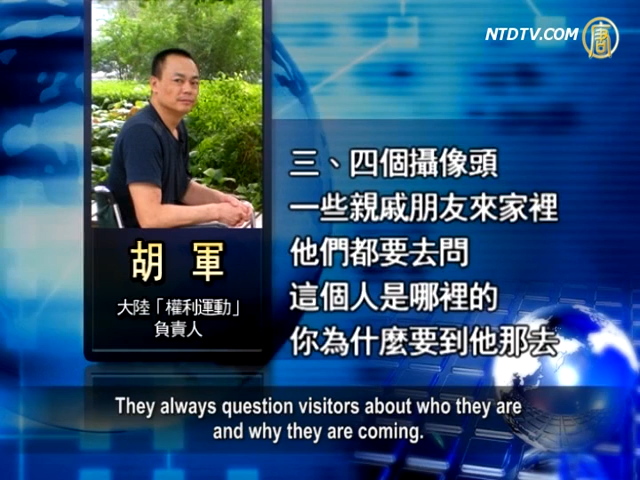 NTDTV.COM
唐
三、四個攝像頭
一些親戚朋友來家裡
他們都要去問
這個人是哪裡的
你為什麼要到他那去
胡軍
大陸「權利運動」
負責人
They always question visitors about who they are
and why they are coming.